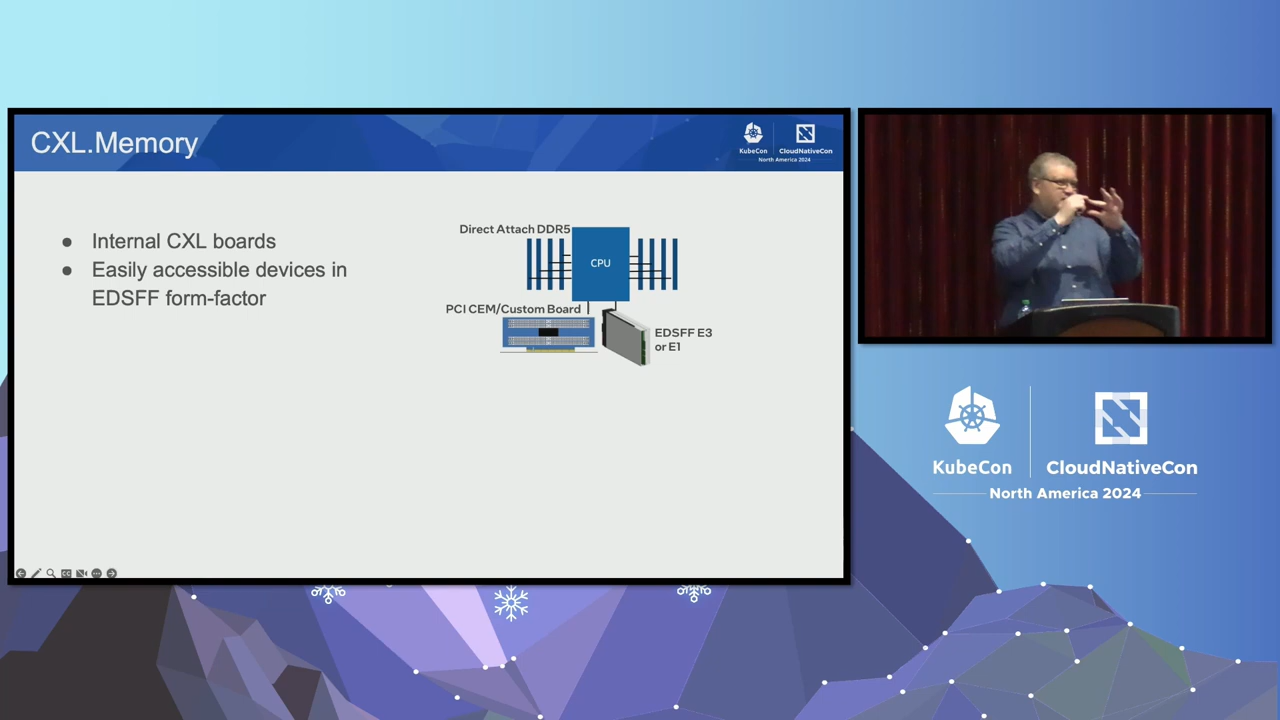 CXL.Memory
KubeCon
CloudNativeCon
North America 2024
Internal CXL boards
Easily accessible devices in
EDSFF form-factor
Direct Attach DDR5
CPU
PCI CEM/Custom Board
EDSFF E3
or E1
KubeCon
CloudNativeCon
North America 2024